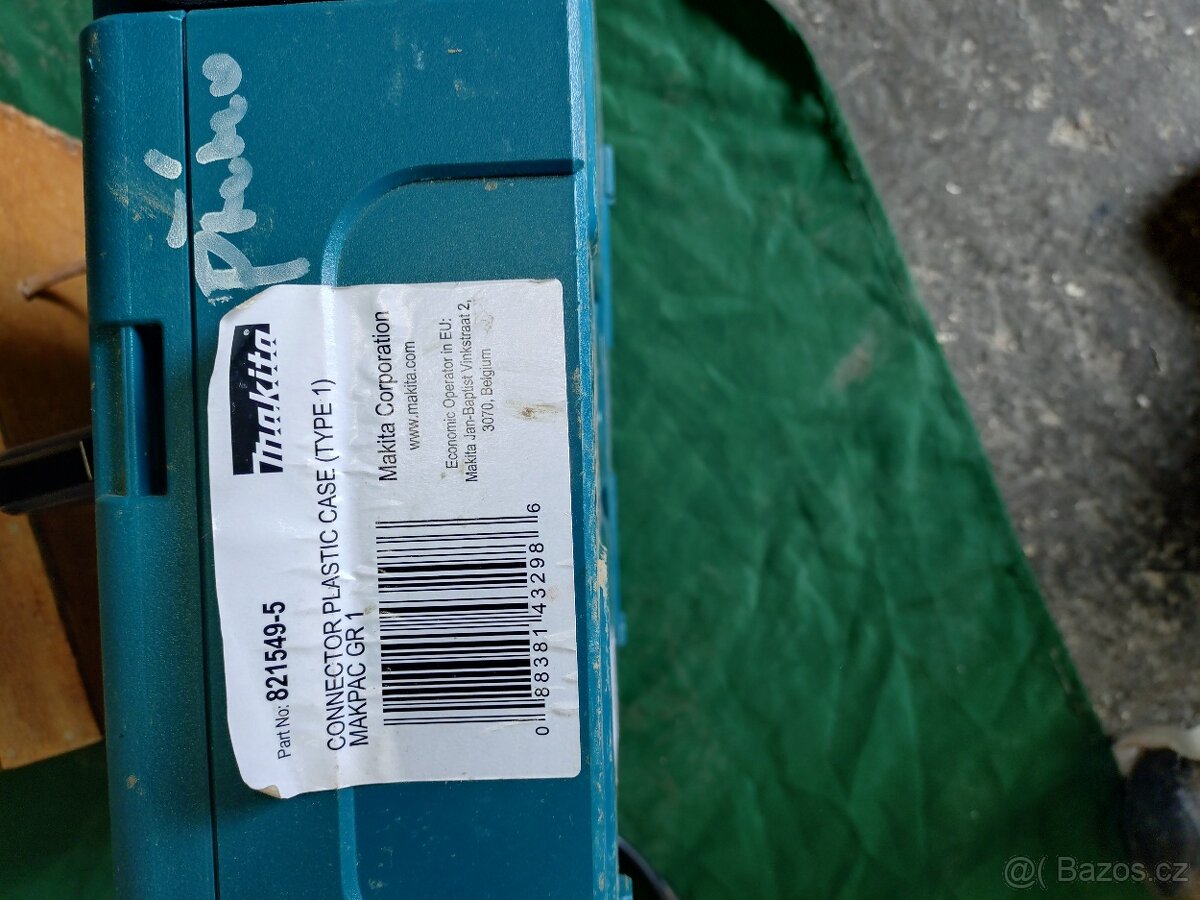 makita
Part No: 821549-5
CONNECTOR PLASTIC CASE (TYPE 1)
MAKPAC GR 1
Makita Corporation
www.makita.com
Economic Operator in EU:
Makita Jan-Baptist Vinkstraat 2,
3070, Belgium
0 88381 43298 6
@( Bazos.cz